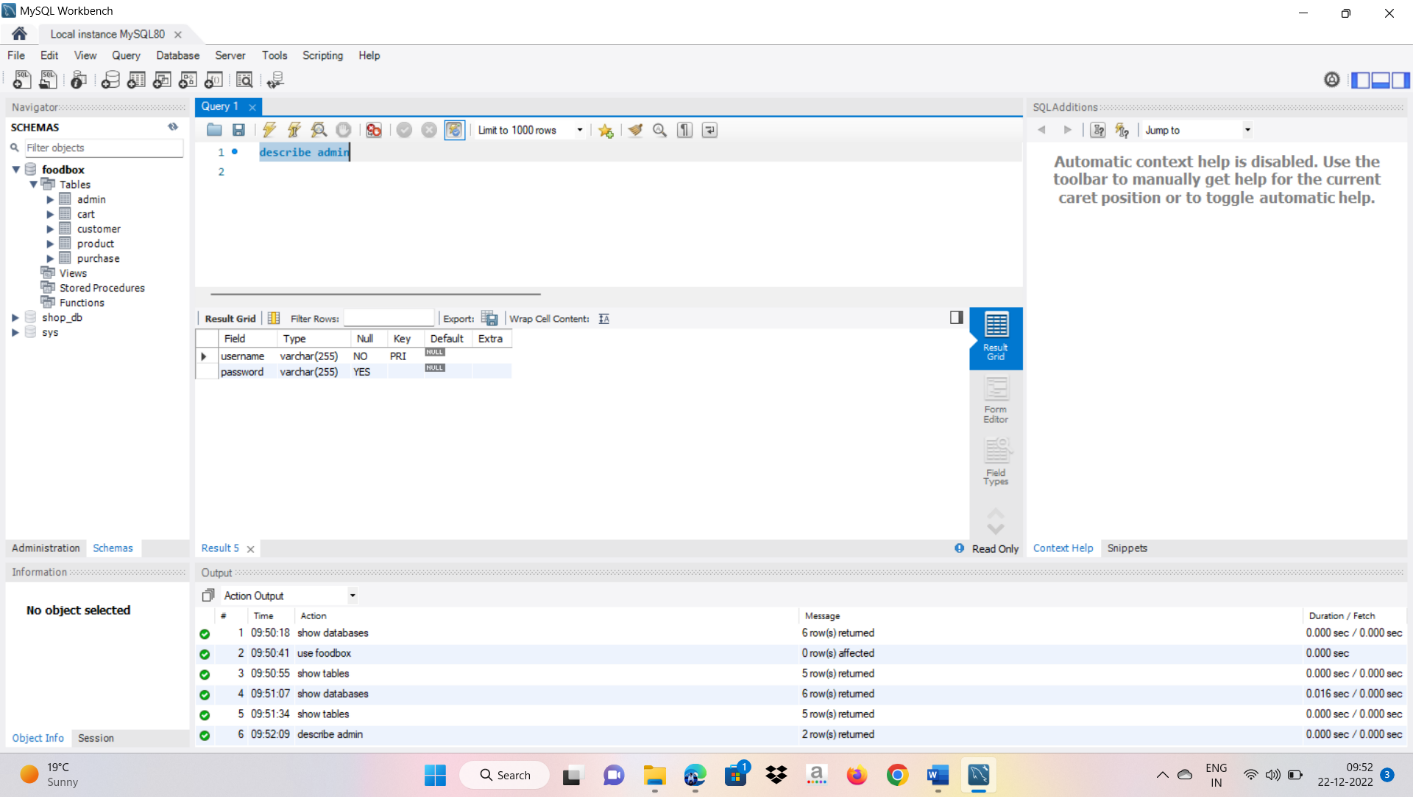 MySQL Workbench
Local instance MySQL80
File Edit View Query Database Server Tools Scripting Help
Navigator
SCHEMAS
Filter objects
foodbox
Tables
admin
cart
customer
product
purchase
Views
Stored Procedures
Functions
shop_db
sys
Administration Schemas
Information
No object selected
Object Info Session
Query 1
Limit to 1000 rows
1 describe admin
2
Result Grid Filter Rows: Export: Wrap Cell Content:
Field Type Null Key Default Extra
username varchar(255) NO PRI NULL
password varchar(255) YES NULL
Result Grid
Form Editor
Field Types
Result 5 Read Only
SQLAdditions
Jump to
Automatic context help is disabled. Use the
toolbar to manually get help for the current
caret position or to toggle automatic help.
Context Help Snippets
Output
Action Output
# Time Action Message Duration / Fetch
1 09:50:18 show databases 6 row(s) returned 0.000 sec / 0.000 sec
2 09:50:41 use foodbox 0 row(s) affected 0.000 sec
3 09:50:55 show tables 5 row(s) returned 0.000 sec / 0.000 sec
4 09:51:07 show databases 6 row(s) returned 0.016 sec / 0.000 sec
5 09:51:34 show tables 5 row(s) returned 0.000 sec / 0.000 sec
6 09:52:09 describe admin 2 row(s) returned 0.000 sec / 0.000 sec
19°C
Sunny
Search
1
ENG
IN
09:52
22-12-2022
3